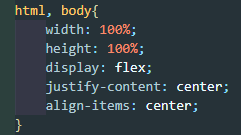 html, body{
    width: 100%;
    height: 100%;
    display: flex;
    justify-content: center;
    align-items: center;
}